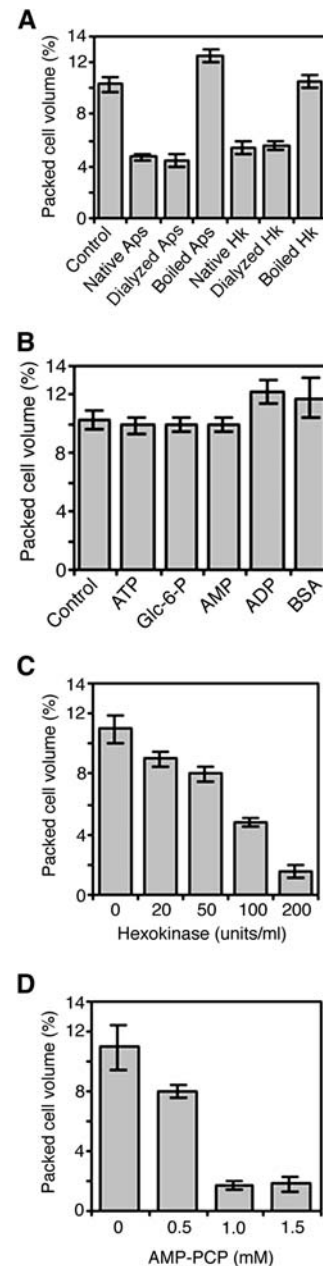 A
Packed cell volume (%)
14
12
8
4
0
Control
Native Aps
Dialyzed Aps
Boiled Aps
Native Hk
Dialyzed Hk
Boiled Hk
B
Packed cell volume (%)
14
12
8
4
0
Control
ATP
Glc-6-P
AMP
ADP
BSA
C
Packed cell volume (%)
14
12
8
4
0
0 20 50 100 200
Hexokinase (units/ml)
D
Packed cell volume (%)
14
12
8
4
0
0 0.5 1.0 1.5
AMP-PCP (mM)